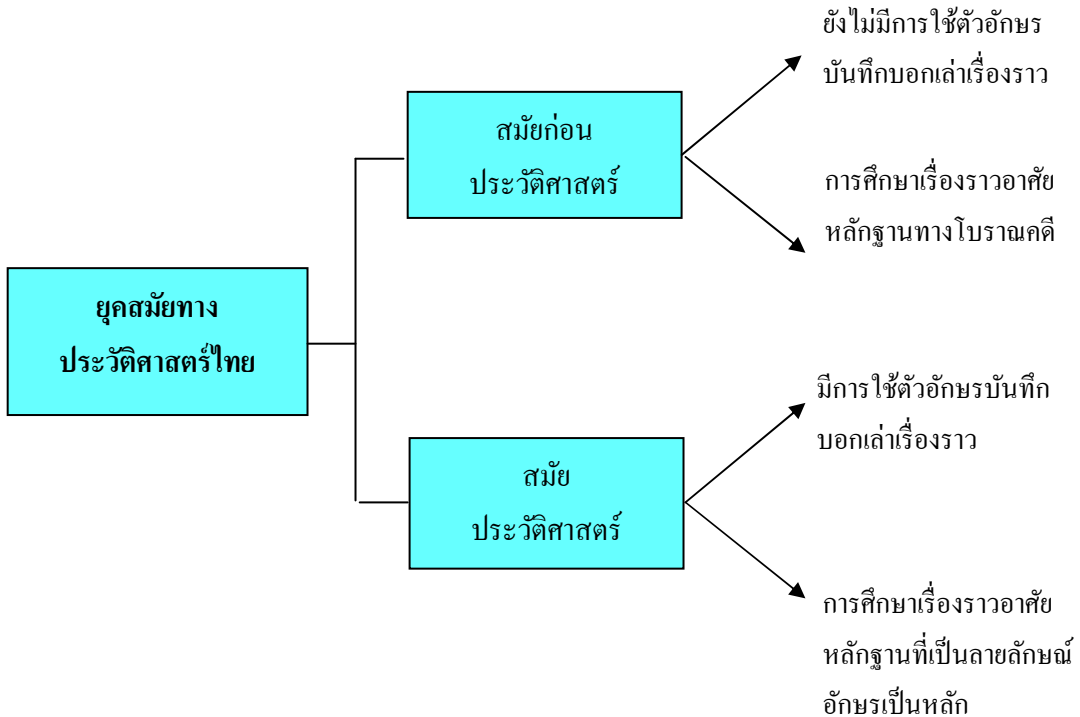 ยังไม่มีการใช้ตัวอักษร
บันทึกบอกเล่าเรื่องราว
สมัยก่อน
ประวัติศาสตร์
การศึกษาเรื่องราวอาศัย
หลักฐานทางโบราณคดี
ยุคสมัยทาง
ประวัติศาสตร์ไทย
มีการใช้ตัวอักษรบันทึก
บอกเล่าเรื่องราว
สมัย
ประวัติศาสตร์
การศึกษาเรื่องราวอาศัย
หลักฐานที่เป็นลายลักษณ์
อักษรเป็นหลัก